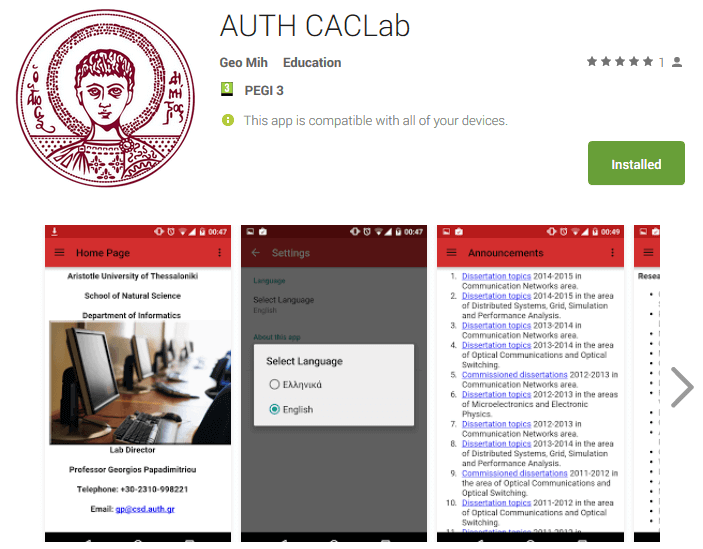 AUTH CACLab
Geo Mih Education
1
3 PEGI 3
This app is compatible with all of your devices.
Installed
00:47
Home Page
Aristotle University of Thessaloniki
School of Natural Science
Department of Informatics
Lab Director
Professor Georgios Papadimitriou
Telephone: +30-2310-998221
Email: gp@csd.auth.gr
00:47
Settings
Language
Select Language
English
About this app
Select Language
Ελληνικά
English
00:49
Announcements
1. Dissertation topics 2014-2015 in
Communication Networks area.
2. Dissertation topics 2014-2015 in the area
of Distributed Systems, Grid, Simulation
and Performance Analysis.
3. Dissertation topics 2013-2014 in
Communication Networks area.
4. Dissertation topics 2013-2014 in the area
of Optical Communications and Optical
Switching.
5. Commissioned dissertations 2012-2013 in
Communication Networks area.
6. Dissertation topics 2012-2013 in the area
of Microelectronics and Electronic
Physics.
7. Dissertation topics 2012-2013 in
Communication Networks area.
8. Dissertation topics 2013-2014 in the area
of Distributed Systems, Grid, Simulation
and Performance Analysis.
9. Commissioned dissertations 2011-2012 in
the area of Optical Communications and
Optical Switching.
10. Dissertation topics 2011-2012 in the area
of Optical Communications and Optical
Switching.
11. Dissertation topics 2011-2012 in